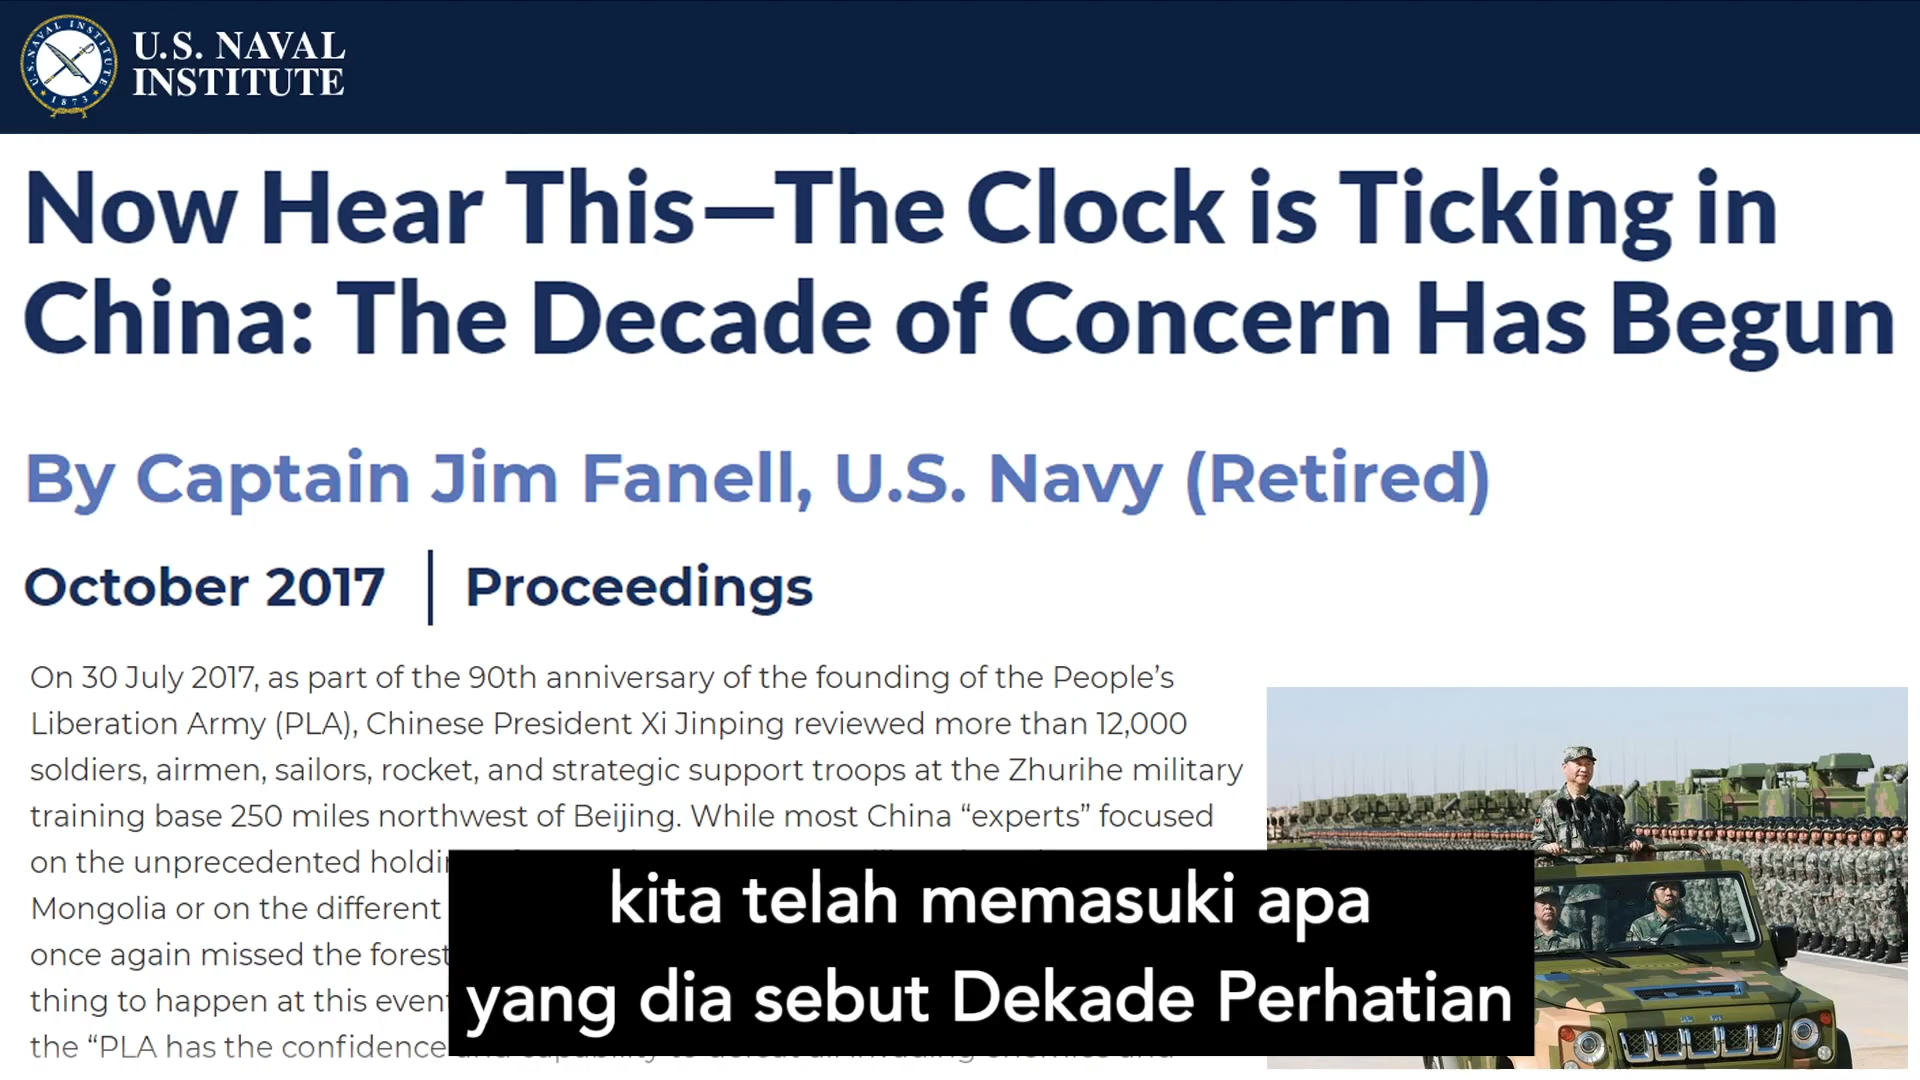 U.S. NAVAL
INSTITUTE
U.S. NAVAL INSTITUTE
1873
Now Hear This—The Clock is Ticking in
China: The Decade of Concern Has Begun
By Captain Jim Fanell, U.S. Navy (Retired)
October 2017 | Proceedings
On 30 July 2017, as part of the 90th anniversary of the founding of the People’s
Liberation Army (PLA), Chinese President Xi Jinping reviewed more than 12,000
soldiers, airmen, sailors, rocket, and strategic support troops at the Zhurihe military
training base 250 miles northwest of Beijing. While most China “experts” focused
on the unprecedented
Mongolia or on the different
once again missed the forest
thing to happen at this event
the “PLA has the confidence
kita telah memasuki apa
yang dia sebut Dekade Perhatian